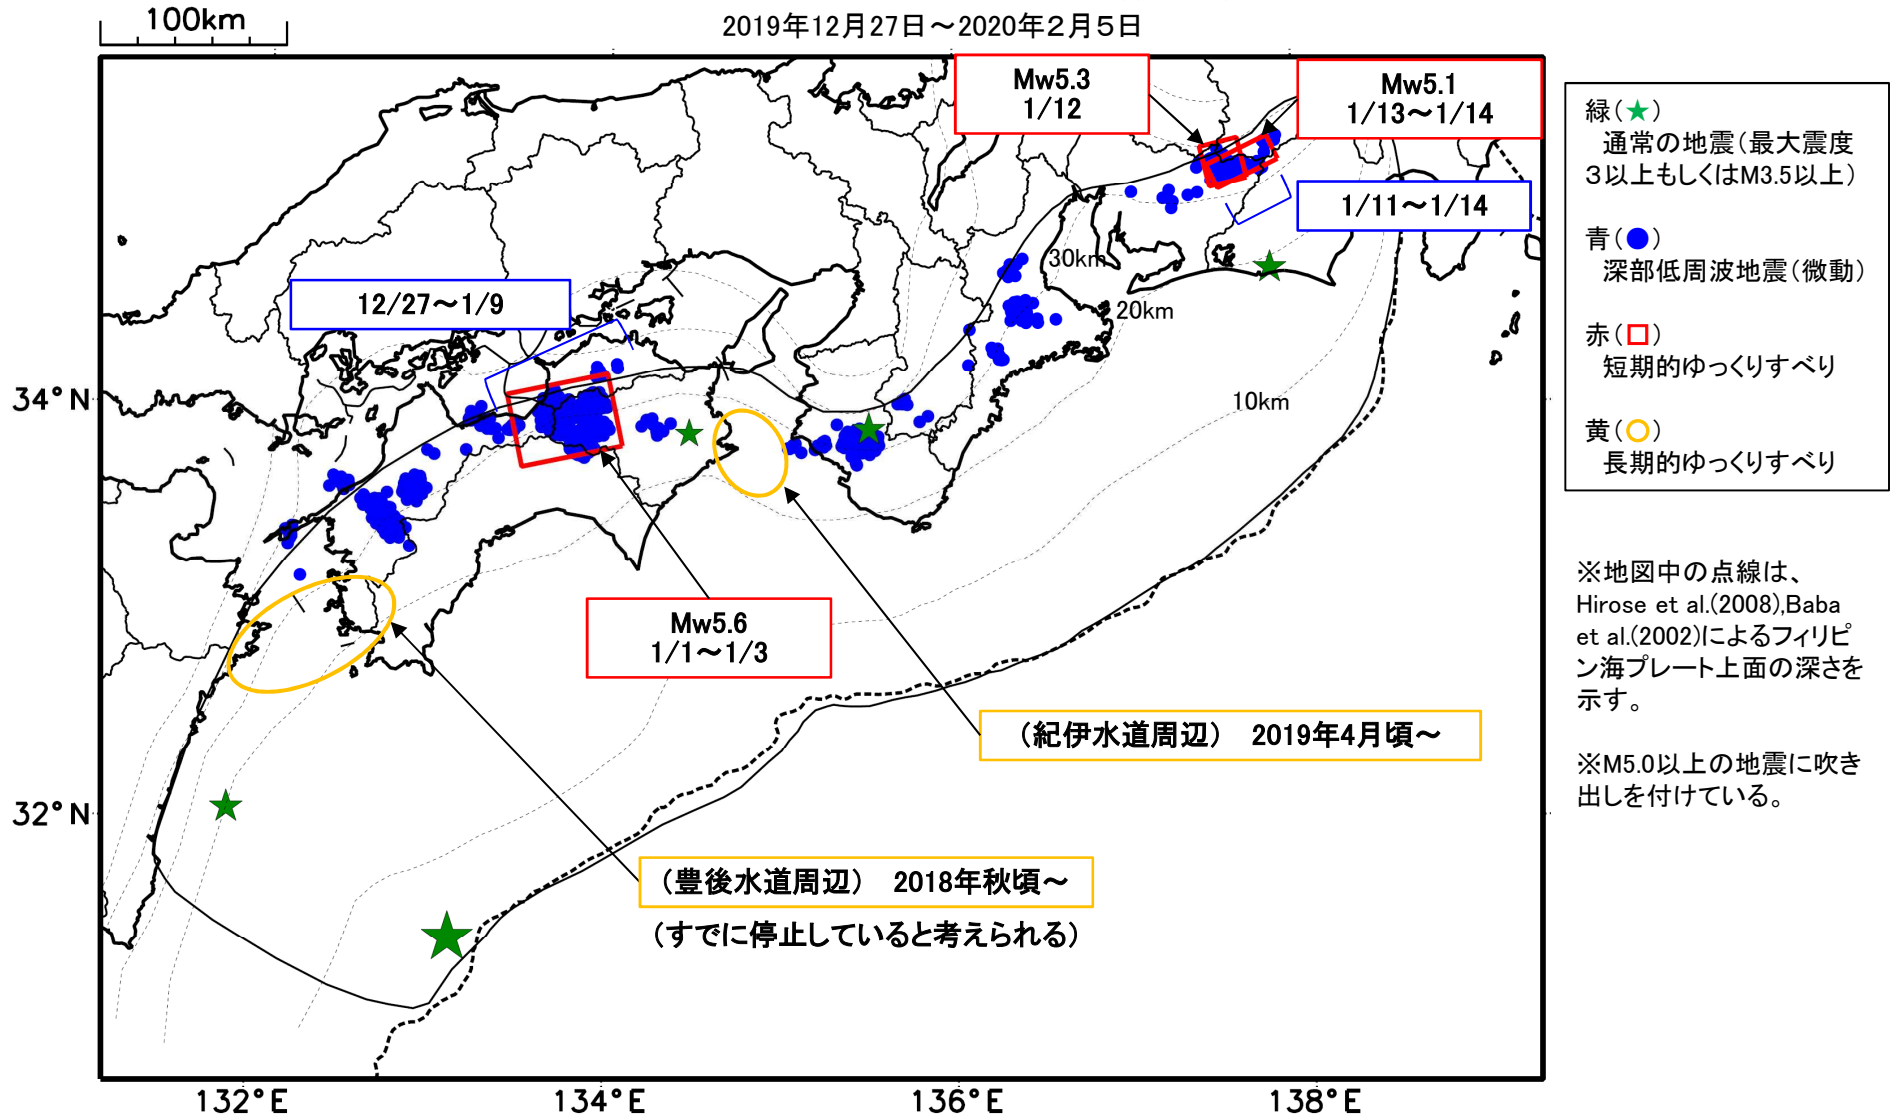 100km
2019年12月27日～2020年２月５日
Mw5.3
1/12
Mw5.1
1/13～1/14
1/11～1/14
12/27～1/9
30km
20km
10km
34°N
32°N
Mw5.6
1/1～1/3
（紀伊水道周辺） 2019年4月頃～
（豊後水道周辺） 2018年秋頃～
（すでに停止していると考えられる）
132°E
134°E
136°E
138°E
緑（★）
通常の地震（最大震度
３以上もしくはM3.5以上）
青（●）
深部低周波地震（微動）
赤（□）
短期的ゆっくりすべり
黄（○）
長期的ゆっくりすべり
※地図中の点線は、
Hirose et al.(2008),Baba
et al.(2002)によるフィリピ
ン海プレート上面の深さを
示す。
※M5.0以上の地震に吹き
出しを付けている。